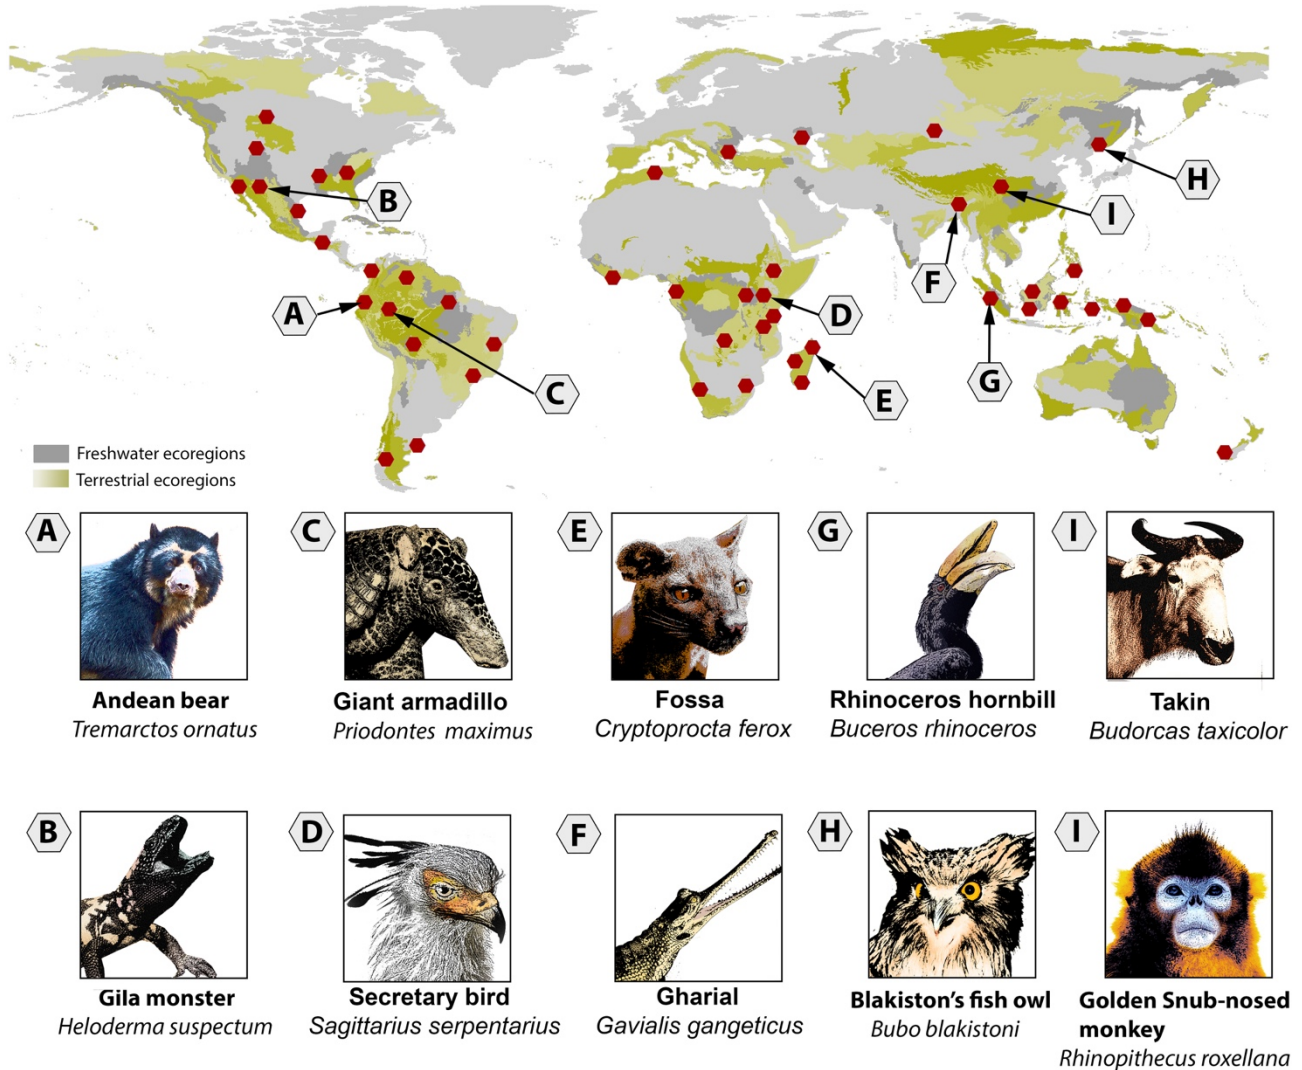 H
B
I
F
A
D
G
E
C
Freshwater ecoregions
Terrestrial ecoregions
A
C
E
G
I
Andean bear
Tremarctos ornatus
Giant armadillo
Priodontes maximus
Fossa
Cryptoprocta ferox
Rhinoceros hornbill
Buceros rhinoceros
Takin
Budorcas taxicolor
B
D
F
H
I
Gila monster
Heloderma suspectum
Secretary bird
Sagittarius serpentarius
Gharial
Gavialis gangeticus
Blakiston's fish owl
Bubo blakistoni
Golden Snub-nosed
monkey
Rhinopithecus roxellana